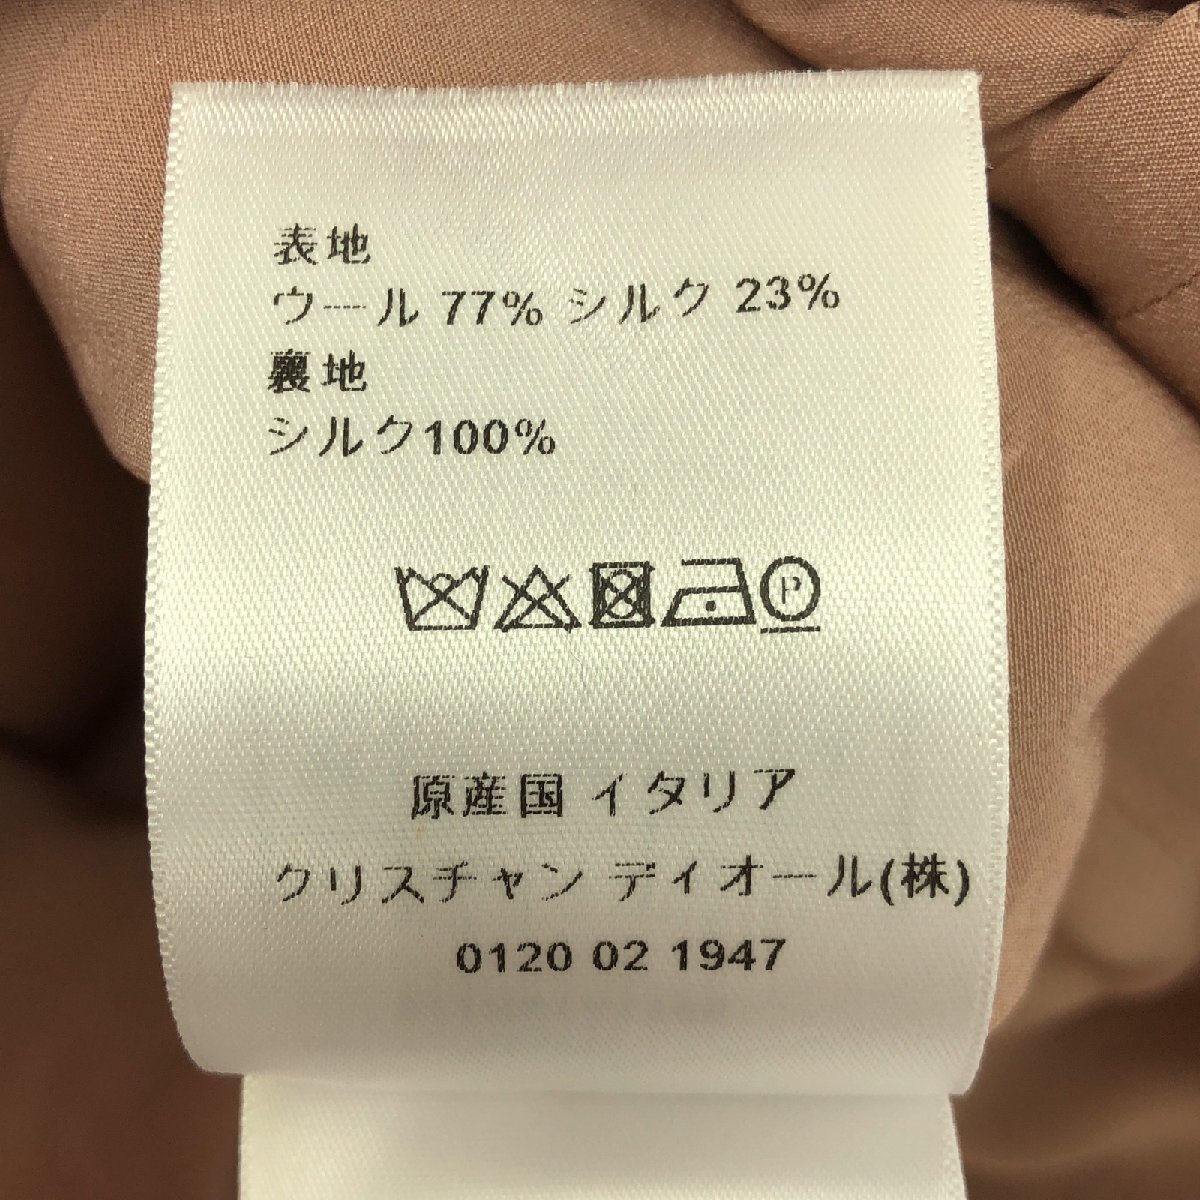 表地
ウール 77% シルク 23%
裏地
シルク100%
P
原産国 イタリア
クリスチャン ディオール(株)
0120 02 1947